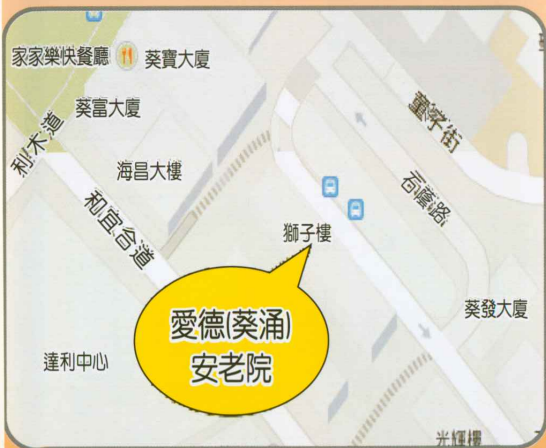 家家樂快餐廳
葵寶大廈
葵富大廈
利木道
海昌大樓
和宜合道
童子街
石蔭路
獅子樓
葵發大廈
愛德(葵涌)
安老院
達利中心
光輝樓